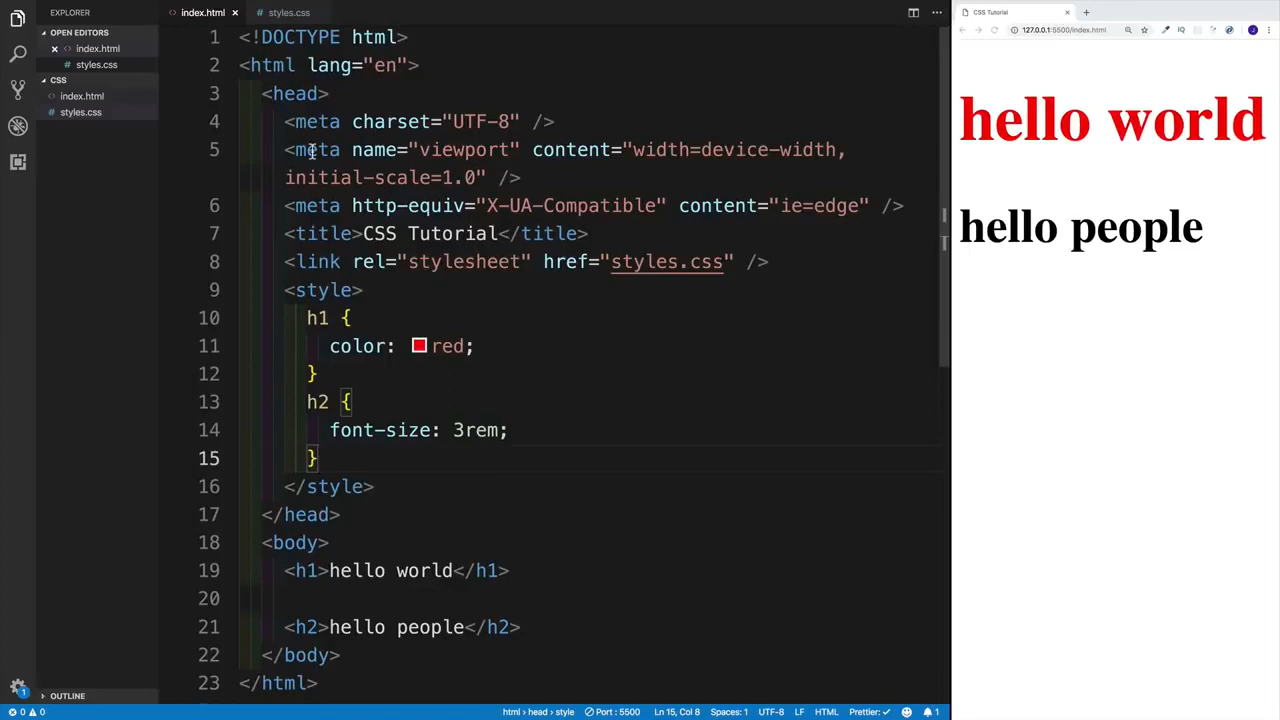 EXPLORER
OPEN EDITORS
index.html
styles.css
CSS
index.html
styles.css
OUTLINE
1
index.html
styles.css
1 <!DOCTYPE html>
2 <html lang="en">
3 <head>
4 <meta charset="UTF-8" />
5 <meta name="viewport" content="width=device-width,
initial-scale=1.0" />
6 <meta http-equiv="X-UA-Compatible" content="ie=edge" />
7 <title>CSS Tutorial</title>
8 <link rel="stylesheet" href="styles.css" />
9 <style>
10 h1 {
11 color: red;
12 }
13 h2 {
14 font-size: 3rem;
15 }
16 </style>
17 </head>
18 <body>
19 <h1>hello world</h1>
20
21 <h2>hello people</h2>
22 </body>
23 </html>
0 0 html > head > style Port : 5500 Ln 15, Col 8 Spaces: 1 UTF-8 LF HTML Prettier: ✓ 1
CSS Tutorial
127.0.0.1:5500/index.html
hello world
hello people